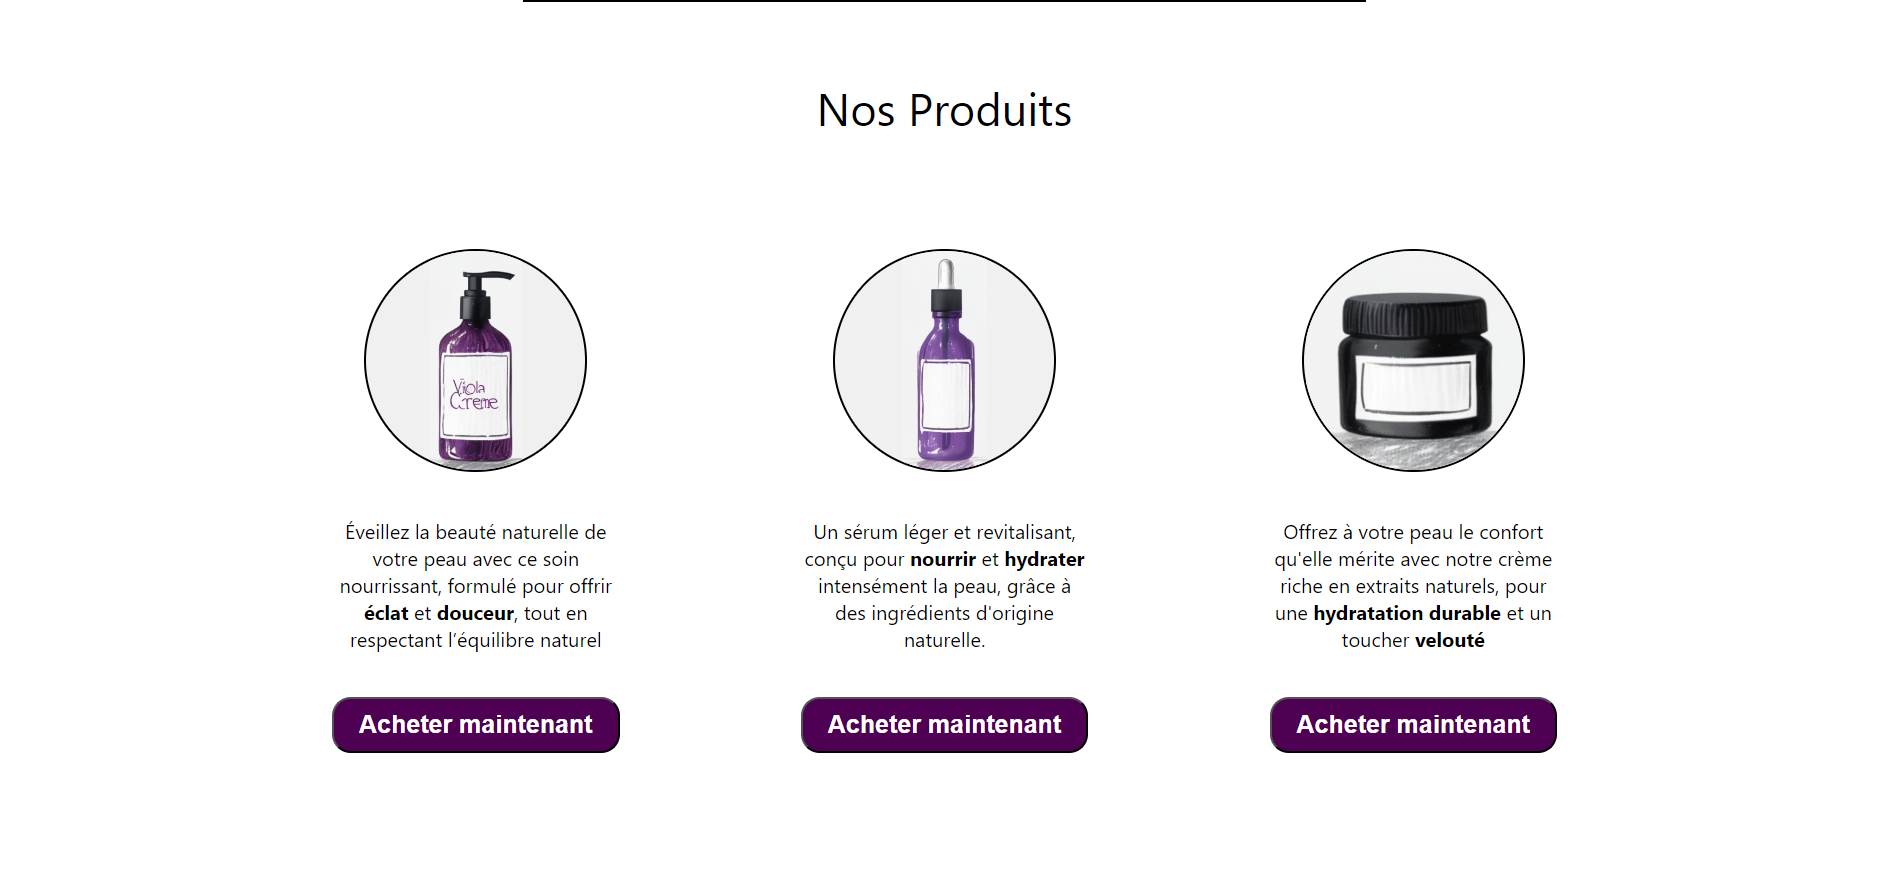 Nos Produits
Viola
Creme
Éveillez la beauté naturelle de
votre peau avec ce soin
nourrissant, formulé pour offrir
éclat et douceur, tout en
respectant l’équilibre naturel
Acheter maintenant
Un sérum léger et revitalisant,
conçu pour nourrir et hydrater
intensément la peau, grâce à
des ingrédients d'origine
naturelle.
Acheter maintenant
Offrez à votre peau le confort
qu'elle mérite avec notre crème
riche en extraits naturels, pour
une hydratation durable et un
toucher velouté
Acheter maintenant